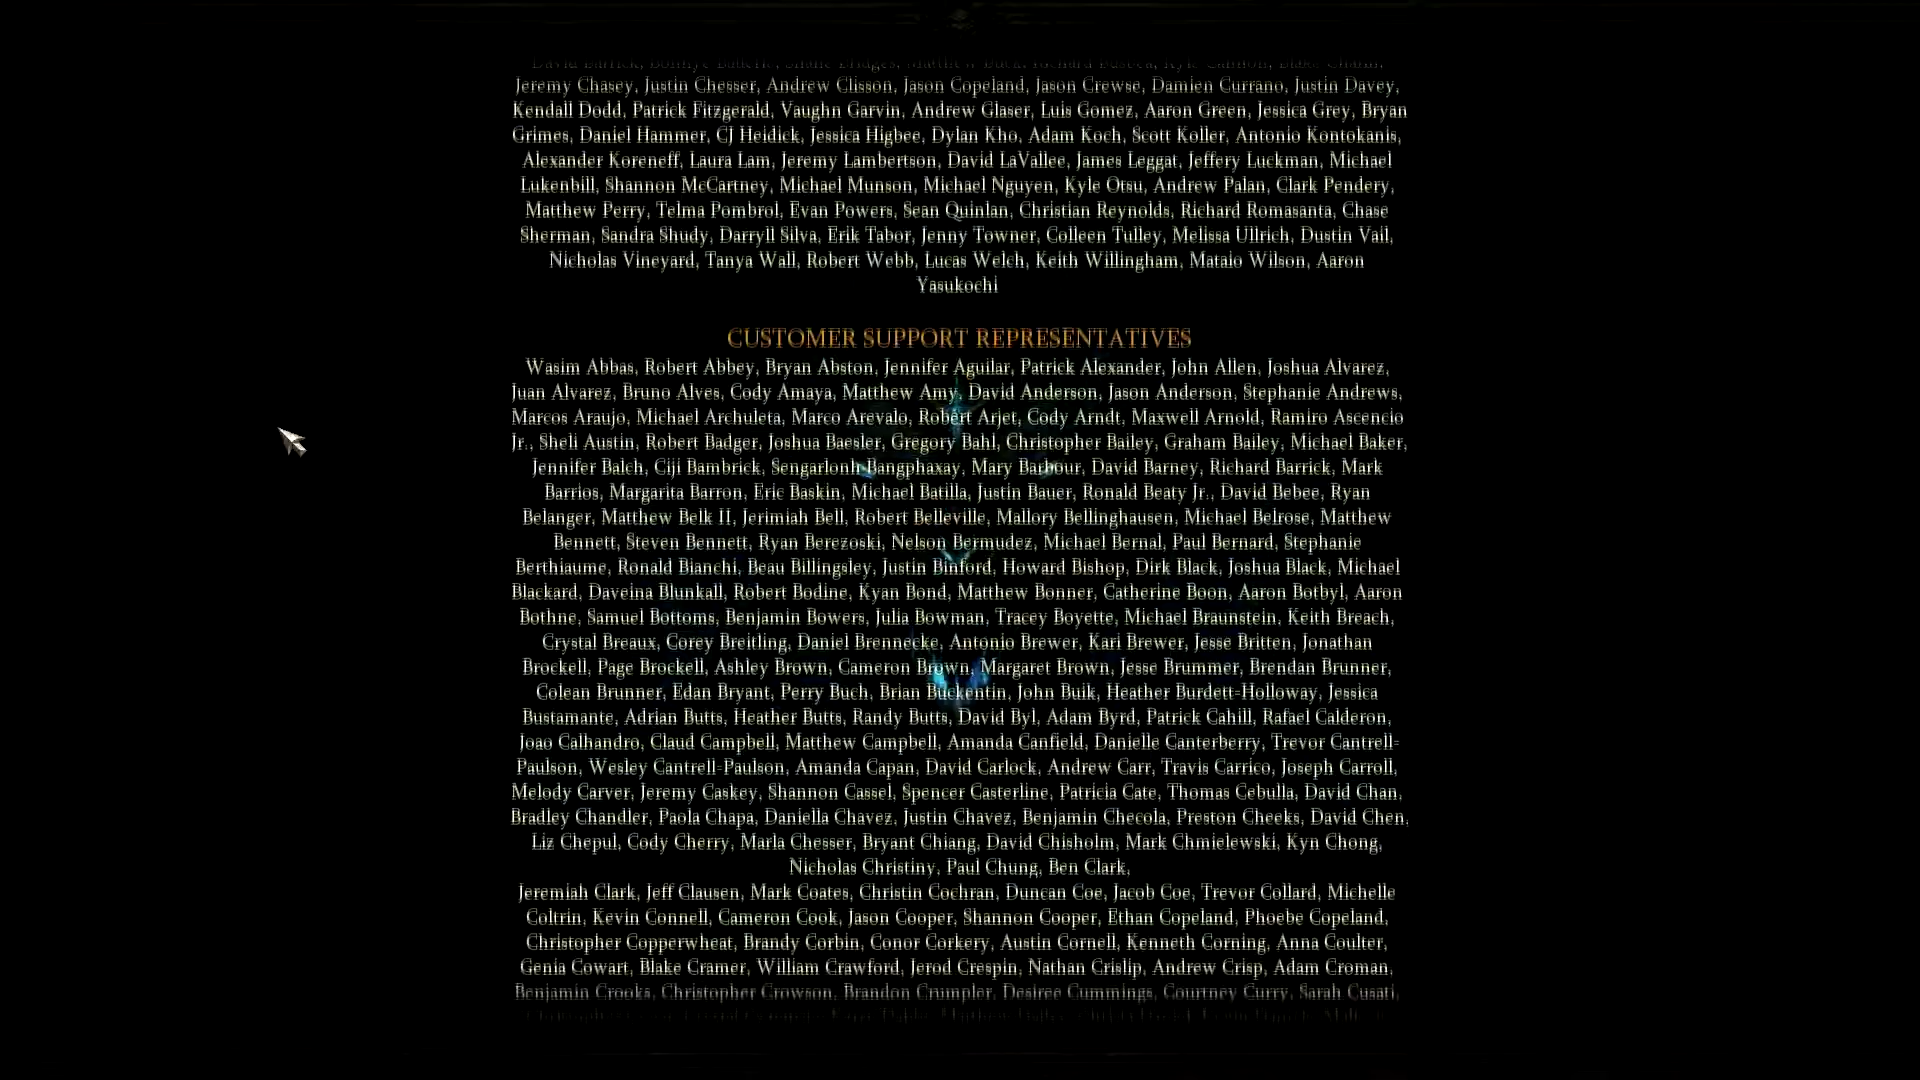 Jeremy Chasey, Justin Chesser, Andrew Clisson, Jason Copeland, Jason Crewse, Damien Currano, Justin Davey,
Kendall Dodd, Patrick Fitzgerald, Vaughn Garvin, Andrew Glaser, Luis Gomez, Aaron Green, Jessica Grey, Bryan
Grimes, Daniel Hammer, CJ Heidick, Jessica Higbee, Dylan Kho, Adam Koch, Scott Koller, Antonio Kontokanis,
Alexander Koreneff, Laura Lam, Jeremy Lambertson, David LaVallee, James Leggat, Jeffery Luckman, Michael
Lukenbill, Shannon McCartney, Michael Munson, Michael Nguyen, Kyle Otsu, Andrew Palan, Clark Pendery,
Matthew Perry, Telma Pombrol, Evan Powers, Sean Quinlan, Christian Reynolds, Richard Romasanta, Chase
Sherman, Sandra Shudy, Darryll Silva, Erik Tabor, Jenny Towner, Colleen Tulley, Melissa Ullrich, Dustin Vail,
Nicholas Vineyard, Tanya Wall, Robert Webb, Lucas Welch, Keith Willingham, Mataio Wilson, Aaron
Yasukochi
CUSTOMER SUPPORT REPRESENTATIVES
Wasim Abbas, Robert Abbey, Bryan Abston, Jennifer Aguilar, Patrick Alexander, John Allen, Joshua Alvarez,
Juan Alvarez, Bruno Alves, Cody Amaya, Matthew Amy, David Anderson, Jason Anderson, Stephanie Andrews,
Marcos Araujo, Michael Archuleta, Marco Arevalo, Robert Arjet, Cody Arndt, Maxwell Arnold, Ramiro Ascencio
Jr., Sheli Austin, Robert Badger, Joshua Baesler, Gregory Bahl, Christopher Bailey, Graham Bailey, Michael Baker,
Jennifer Balch, Ciji Bambrick, Sengarlonh Bangphaxay, Mary Barbour, David Barney, Richard Barrick, Mark
Barrios, Margarita Barron, Eric Baskin, Michael Batilla, Justin Bauer, Ronald Beaty Jr., David Bebee, Ryan
Belanger, Matthew Belk II, Jerimiah Bell, Robert Belleville, Mallory Bellinghausen, Michael Belrose, Matthew
Bennett, Steven Bennett, Ryan Berezoski, Nelson Bermudez, Michael Bernal, Paul Bernard, Stephanie
Berthiaume, Ronald Bianchi, Beau Billingsley, Justin Binford, Howard Bishop, Dirk Black, Joshua Black, Michael
Blackard, Daveina Blunkall, Robert Bodine, Kyan Bond, Matthew Bonner, Catherine Boon, Aaron Botbyl, Aaron
Bothne, Samuel Bottoms, Benjamin Bowers, Julia Bowman, Tracey Boyette, Michael Braunstein, Keith Breach,
Crystal Breaux, Corey Breitling, Daniel Brennecke, Antonio Brewer, Kari Brewer, Jesse Britten, Jonathan
Brockell, Page Brockell, Ashley Brown, Cameron Brown, Margaret Brown, Jesse Brummer, Brendan Brunner,
Colean Brunner, Edan Bryant, Perry Buch, Brian Buckentin, John Buik, Heather Burdett-Holloway, Jessica
Bustamante, Adrian Butts, Heather Butts, Randy Butts, David Byl, Adam Byrd, Patrick Cahill, Rafael Calderon,
Joao Calhandro, Claud Campbell, Matthew Campbell, Amanda Canfield, Danielle Canterberry, Trevor Cantrell-
Paulson, Wesley Cantrell-Paulson, Amanda Capan, David Carlock, Andrew Carr, Travis Carrico, Joseph Carroll,
Melody Carver, Jeremy Caskey, Shannon Cassel, Spencer Casterline, Patricia Cate, Thomas Cebulla, David Chan,
Bradley Chandler, Paola Chapa, Daniella Chavez, Justin Chavez, Benjamin Checola, Preston Cheeks, David Chen,
Liz Chepul, Cody Cherry, Marla Chesser, Bryant Chiang, David Chisholm, Mark Chmielewski, Kyn Chong,
Nicholas Christiny, Paul Chung, Ben Clark,
Jeremiah Clark, Jeff Clausen, Mark Coates, Christin Cochran, Duncan Coe, Jacob Coe, Trevor Collard, Michelle
Coltrin, Kevin Connell, Cameron Cook, Jason Cooper, Shannon Cooper, Ethan Copeland, Phoebe Copeland,
Christopher Copperwheat, Brandy Corbin, Conor Corkery, Austin Cornell, Kenneth Corning, Anna Coulter,
Genia Cowart, Blake Cramer, William Crawford, Jerod Crespin, Nathan Crislip, Andrew Crisp, Adam Croman,
Benjamin Crooks, Christopher Crowson, Brandon Crumpler, Desiree Cummings, Courtney Curry, Sarah Cusati,